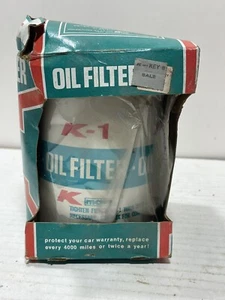 OIL FILTER
SALE
K-1
OIL FILTER · O
K
protect your car warranty, replace
every 4000 miles or twice a year!